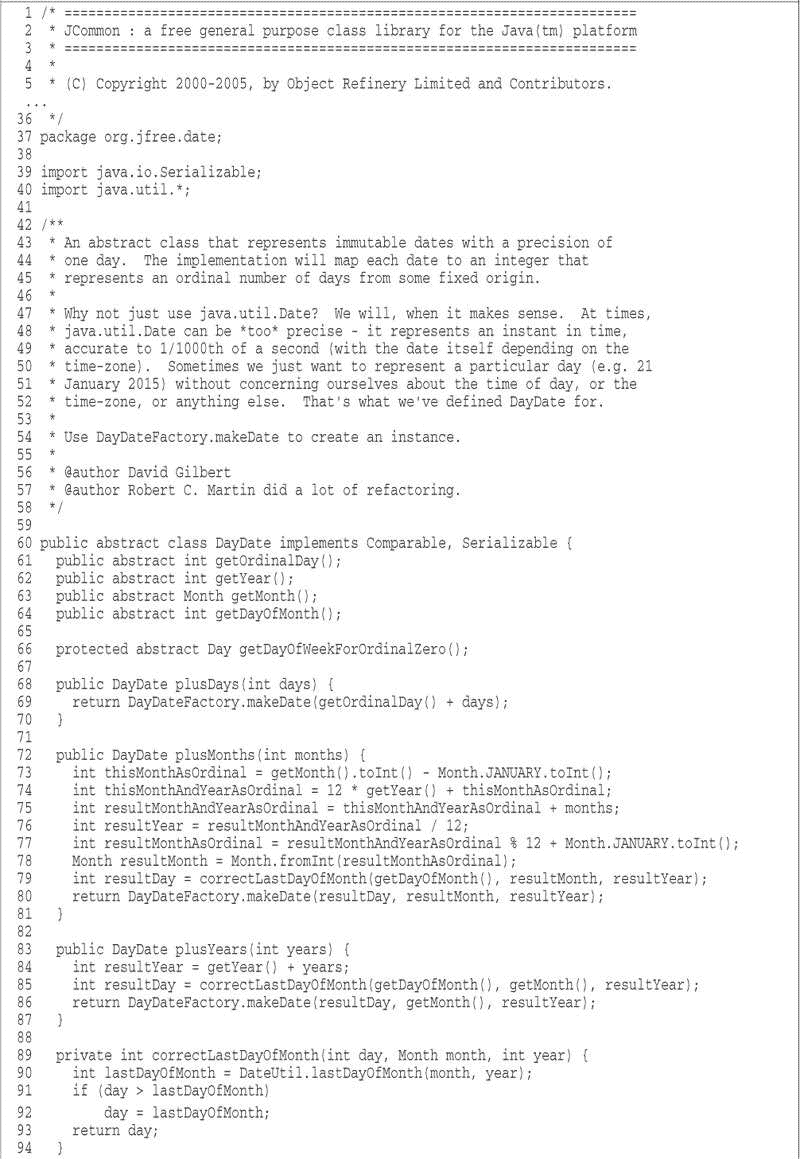 1 /* ========================================================================
2  * JCommon : a free general purpose class library for the Java(tm) platform
3  * ========================================================================
4  *
5  * (C) Copyright 2000-2005, by Object Refinery Limited and Contributors.
...
36  */
37 package org.jfree.date;
38
39 import java.io.Serializable;
40 import java.util.*;
41
42 /**
43  * An abstract class that represents immutable dates with a precision of
44  * one day.  The implementation will map each date to an integer that
45  * represents an ordinal number of days from some fixed origin.
46  *
47  * Why not just use java.util.Date?  We will, when it makes sense.  At times,
48  * java.util.Date can be *too* precise - it represents an instant in time,
49  * accurate to 1/1000th of a second (with the date itself depending on the
50  * time-zone).  Sometimes we just want to represent a particular day (e.g. 21
51  * January 2015) without concerning ourselves about the time of day, or the
52  * time-zone, or anything else.  That's what we've defined DayDate for.
53  *
54  * Use DayDateFactory.makeDate to create an instance.
55  *
56  * @author David Gilbert
57  * @author Robert C. Martin did a lot of refactoring.
58  */
59
60 public abstract class DayDate implements Comparable, Serializable {
61   public abstract int getOrdinalDay();
62   public abstract int getYear();
63   public abstract Month getMonth();
64   public abstract int getDayOfMonth();
65
66   protected abstract Day getDayOfWeekForOrdinalZero();
67
68   public DayDate plusDays(int days) {
69     return DayDateFactory.makeDate(getOrdinalDay() + days);
70   }
71
72   public DayDate plusMonths(int months) {
73     int thisMonthAsOrdinal = getMonth().toInt() - Month.JANUARY.toInt();
74     int thisMonthAndYearAsOrdinal = 12 * getYear() + thisMonthAsOrdinal;
75     int resultMonthAndYearAsOrdinal = thisMonthAndYearAsOrdinal + months;
76     int resultYear = resultMonthAndYearAsOrdinal / 12;
77     int resultMonthAsOrdinal = resultMonthAndYearAsOrdinal % 12 + Month.JANUARY.toInt();
78     Month resultMonth = Month.fromInt(resultMonthAsOrdinal);
79     int resultDay = correctLastDayOfMonth(getDayOfMonth(), resultMonth, resultYear);
80     return DayDateFactory.makeDate(resultDay, resultMonth, resultYear);
81   }
82
83   public DayDate plusYears(int years) {
84     int resultYear = getYear() + years;
85     int resultDay = correctLastDayOfMonth(getDayOfMonth(), getMonth(), resultYear);
86     return DayDateFactory.makeDate(resultDay, getMonth(), resultYear);
87   }
88
89   private int correctLastDayOfMonth(int day, Month month, int year) {
90     int lastDayOfMonth = DateUtil.lastDayOfMonth(month, year);
91     if (day > lastDayOfMonth)
92         day = lastDayOfMonth;
93     return day;
94   }